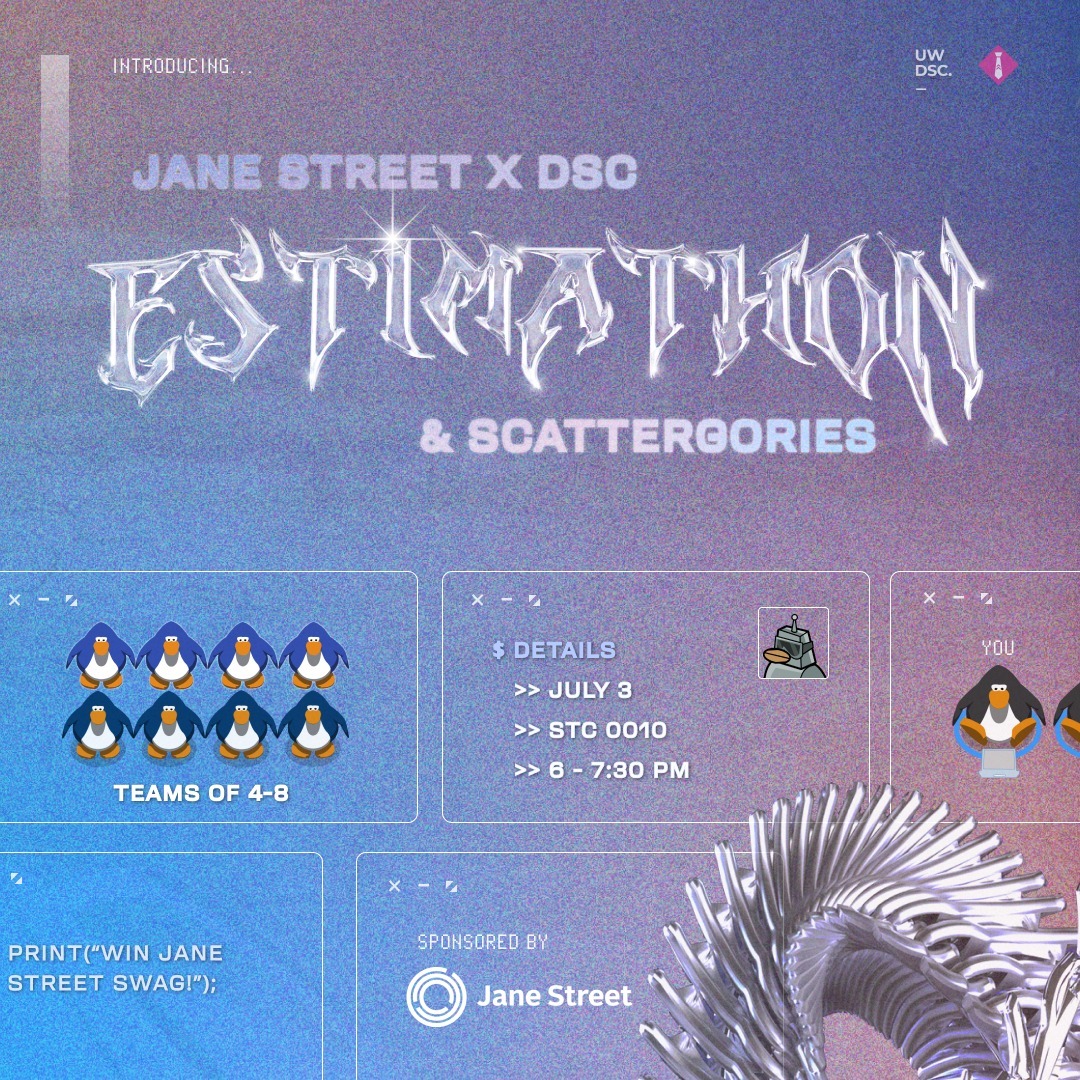 INTRODUCING...
UW
DSC.
JANE STREET X DSC
ESTIMATHON
& SCATTERGORIES
TEAMS OF 4-8
$ DETAILS
>> JULY 3
>> STC 0010
>> 6 - 7:30 PM
YOU
PRINT(“WIN JANE
STREET SWAG!”);
SPONSORED BY
Jane Street